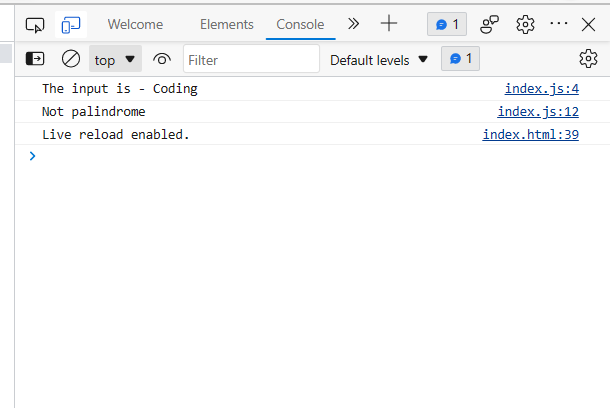 Welcome Elements Console 1
top Filter Default levels 1
The input is - Coding index.js:4
Not palindrome index.js:12
Live reload enabled. index.html:39